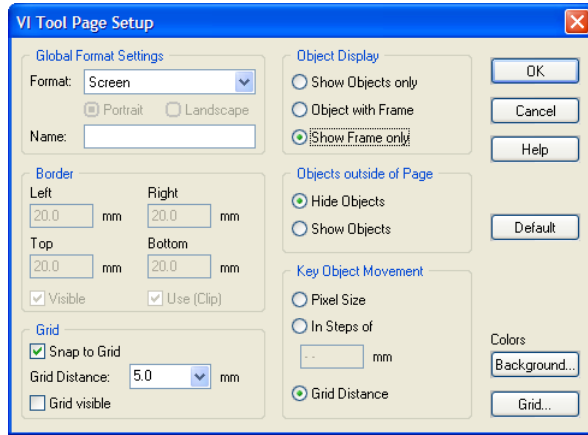 VI Tool Page Setup
Global Format Settings
Format: Screen
Portrait Landscape
Name:
Border
Left Right
20.0 mm 20.0 mm
Top Bottom
20.0 mm 20.0 mm
Visible Use (Clip)
Grid
Snap to Grid
Grid Distance: 5.0 mm
Grid visible
Object Display
Show Objects only
Object with Frame
Show Frame only
Objects outside of Page
Hide Objects
Show Objects
Key Object Movement
Pixel Size
In Steps of
-.- mm
Grid Distance
OK
Cancel
Help
Default
Colors
Background...
Grid...